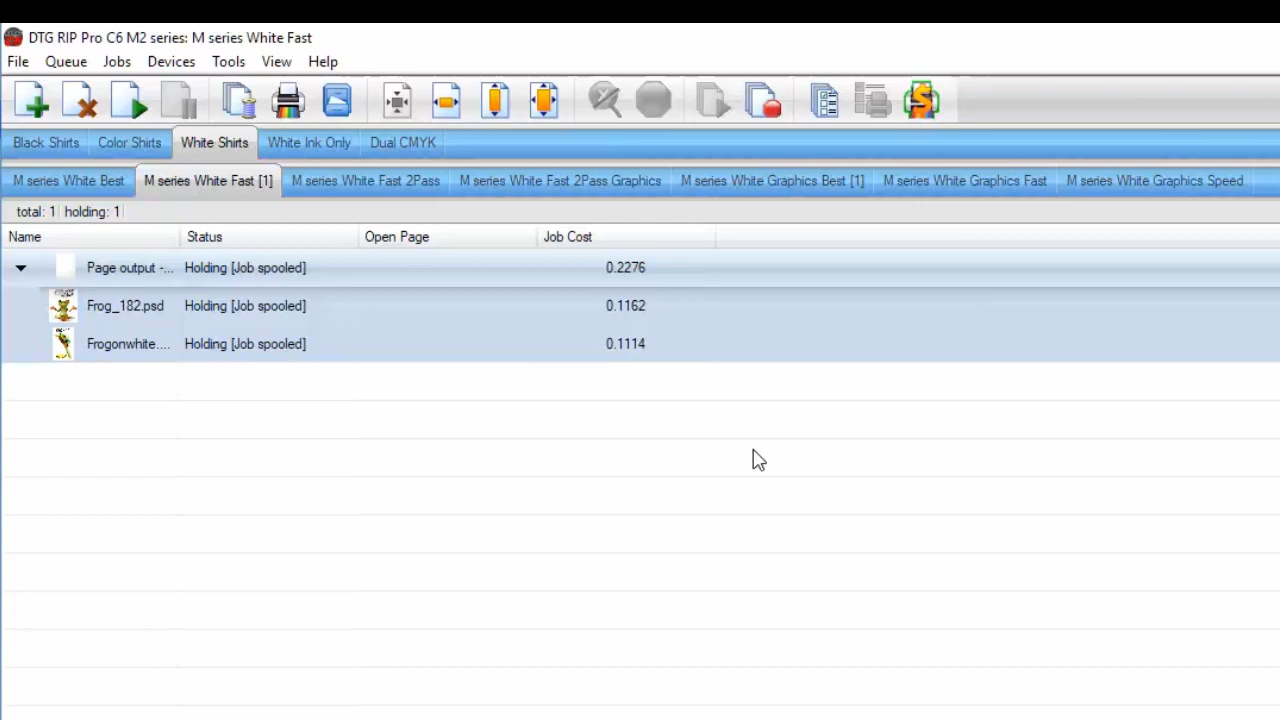 DTG RIP Pro C6 M2 series: M series White Fast
File Queue Jobs Devices Tools View Help
Black Shirts Color Shirts White Shirts White Ink Only Dual CMYK
M series White Best M series White Fast [1] M series White Fast 2Pass M series White Fast 2Pass Graphics M series White Graphics Best [1] M series White Graphics Fast M series White Graphics Speed
total: 1 holding: 1
Name Status Open Page Job Cost
Page output -... Holding [Job spooled] 0.2276
Frog_182.psd Holding [Job spooled] 0.1162
Frogonwhite.... Holding [Job spooled] 0.1114